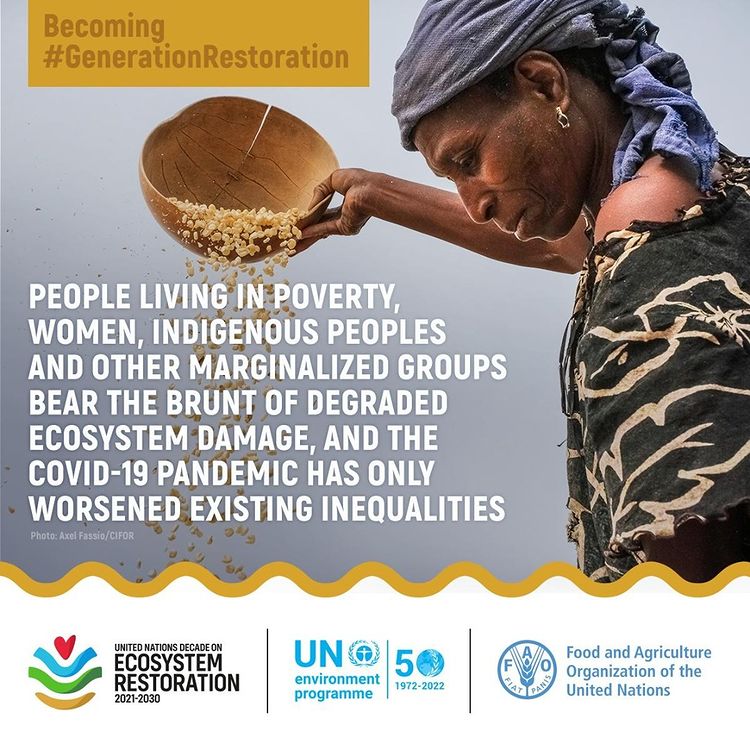 Becoming
#GenerationRestoration
PEOPLE LIVING IN POVERTY,
WOMEN, INDIGENOUS PEOPLES
AND OTHER MARGINALIZED GROUPS
BEAR THE BRUNT OF DEGRADED
ECOSYSTEM DAMAGE, AND THE
COVID-19 PANDEMIC HAS ONLY
WORSENED EXISTING INEQUALITIES
Photo: Axel Fassio/CIFOR
UNITED NATIONS DECADE ON
ECOSYSTEM
RESTORATION
2021-2030
UN
environment
programme
50
1972-2022
FAO
FIAT PANIS
Food and Agriculture
Organization of the
United Nations